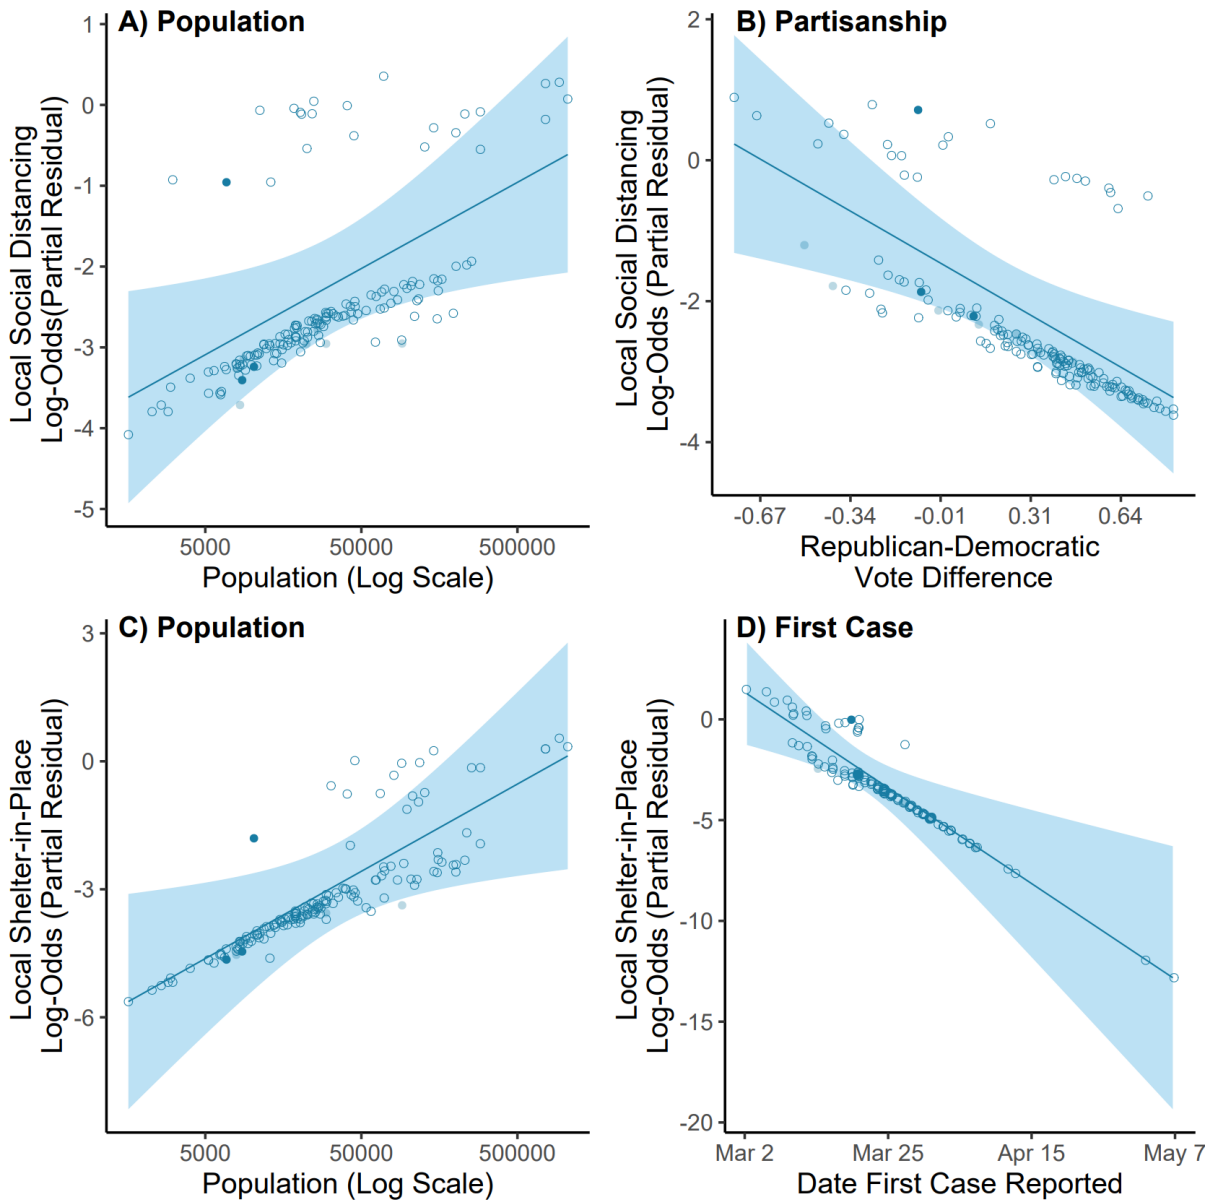 A) Population
Local Social Distancing
Log-Odds(Partial Residual)
1
0
-1
-2
-3
-4
-5
5000 50000 500000
Population (Log Scale)
B) Partisanship
Local Social Distancing
Log-Odds (Partial Residual)
2
0
-2
-4
-0.67 -0.34 -0.01 0.31 0.64
Republican-Democratic
Vote Difference
C) Population
Local Shelter-in-Place
Log-Odds (Partial Residual)
3
0
-3
-6
5000 50000 500000
Population (Log Scale)
D) First Case
Local Shelter-in-Place
Log-Odds (Partial Residual)
0
-5
-10
-15
-20
Mar 2 Mar 25 Apr 15 May 7
Date First Case Reported